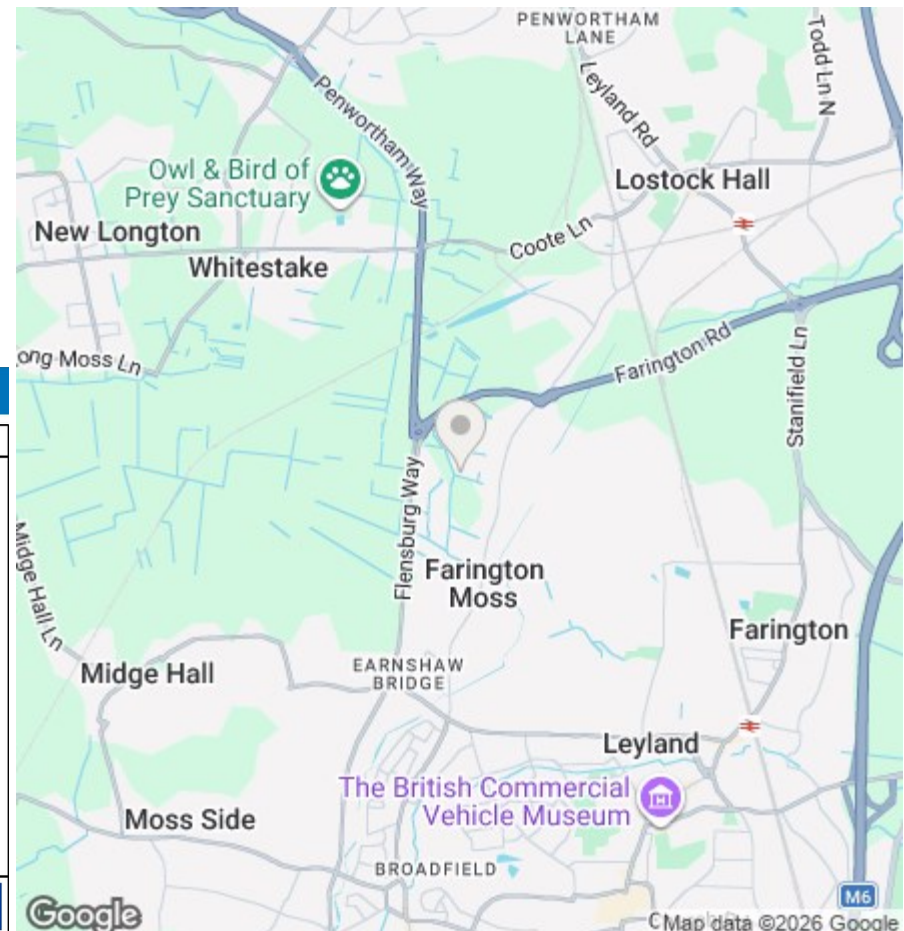 PENWORTHAM
LANE
Todd Ln N
Leyland Rd
Penwortham Way
Owl & Bird of
Prey Sanctuary
Lostock Hall
New Longton
Coote Ln
Whitestake
Farington Rd
ong Moss Ln
Stanifield Ln
Flensburg Way
Midge Hall Ln
Farington
Moss
Farington
EARNSHAW
BRIDGE
Midge Hall
Leyland
The British Commercial
Vehicle Museum
Moss Side
BROADFIELD
M6
Google
Map data ©2026 Google